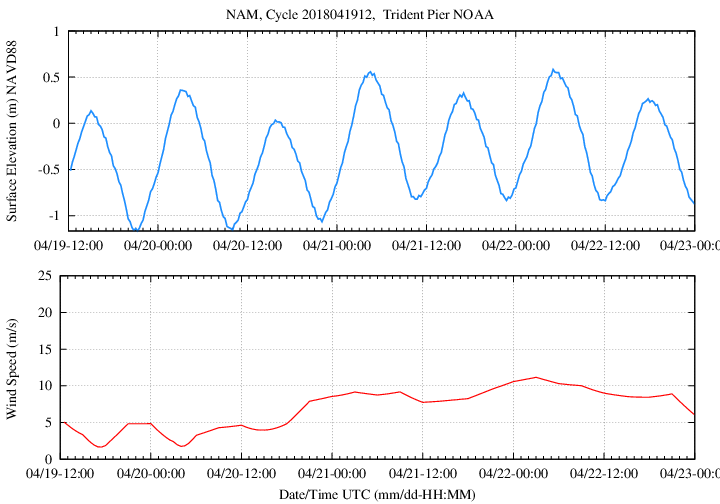 NAM, Cycle 2018041912, Trident Pier NOAA
Surface Elevation (m) NAVD88
1
0.5
0
-0.5
-1
04/19-12:00 04/20-00:00 04/20-12:00 04/21-00:00 04/21-12:00 04/22-00:00 04/22-12:00 04/23-00:0
Wind Speed (m/s)
25
20
15
10
5
0
04/19-12:00 04/20-00:00 04/20-12:00 04/21-00:00 04/21-12:00 04/22-00:00 04/22-12:00 04/23-00:0
Date/Time UTC (mm/dd-HH:MM)